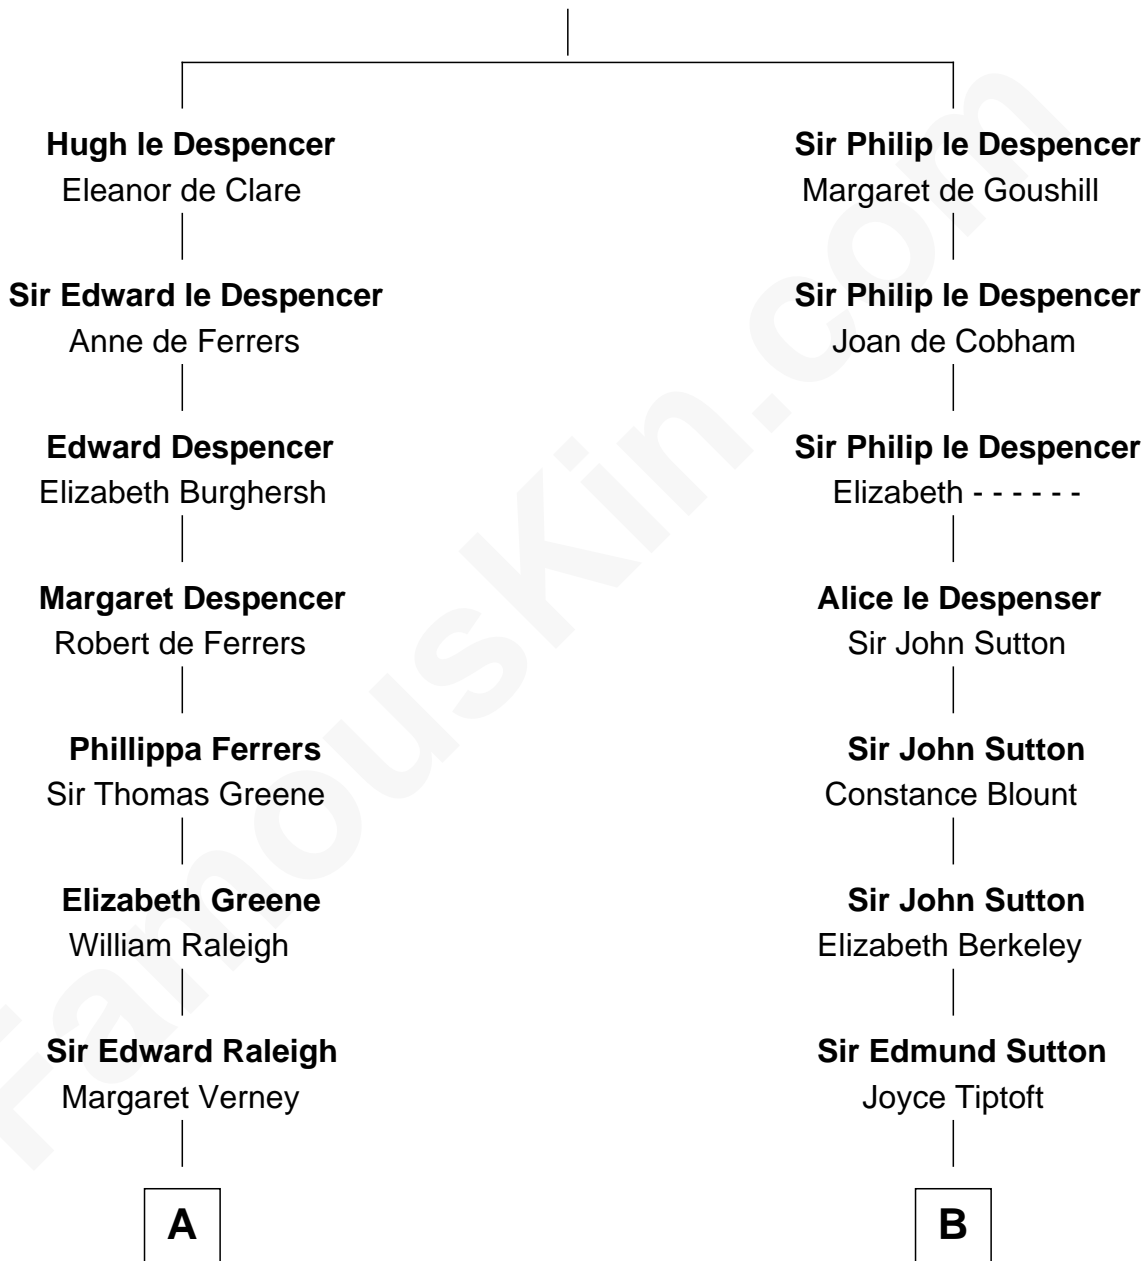 Hugh le Despencer
Eleanor de Clare
Sir Edward le Despencer
Anne de Ferrers
Edward Despencer
Elizabeth Burghersh
Margaret Despencer
Robert de Ferrers
Phillippa Ferrers
Sir Thomas Greene
Elizabeth Greene
William Raleigh
Sir Edward Raleigh
Margaret Verney
A
Sir Philip le Despencer
Margaret de Goushill
Sir Philip le Despencer
Joan de Cobham
Sir Philip le Despencer
Elizabeth - - - - - -
Alice le Despenser
Sir John Sutton
Sir John Sutton
Constance Blount
Sir John Sutton
Elizabeth Berkeley
Sir Edmund Sutton
Joyce Tiptoft
B
FamousKin.com